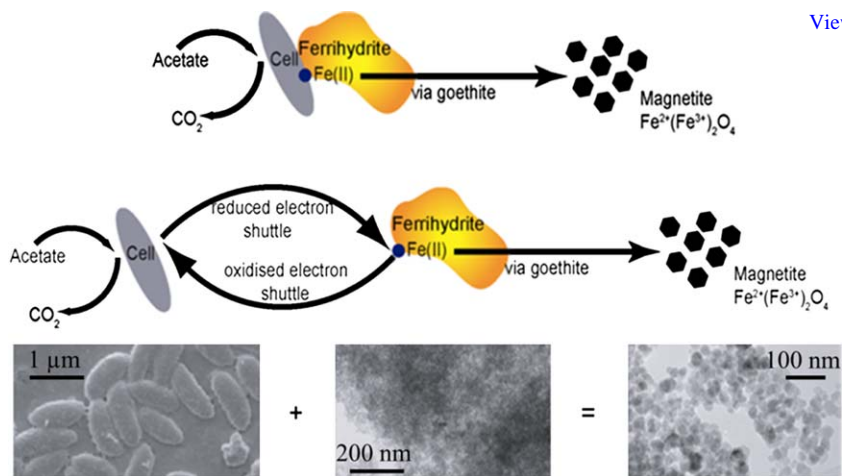 View
Acetate
Cell
Ferrihydrite
Fe(II)
CO2
via goethite
Magnetite
Fe2+(Fe3+)2O4
Acetate
Cell
CO2
reduced electron
shuttle
oxidised electron
shuttle
Ferrihydrite
Fe(II)
via goethite
Magnetite
Fe2+(Fe3+)2O4
1 µm
+
200 nm
=
100 nm